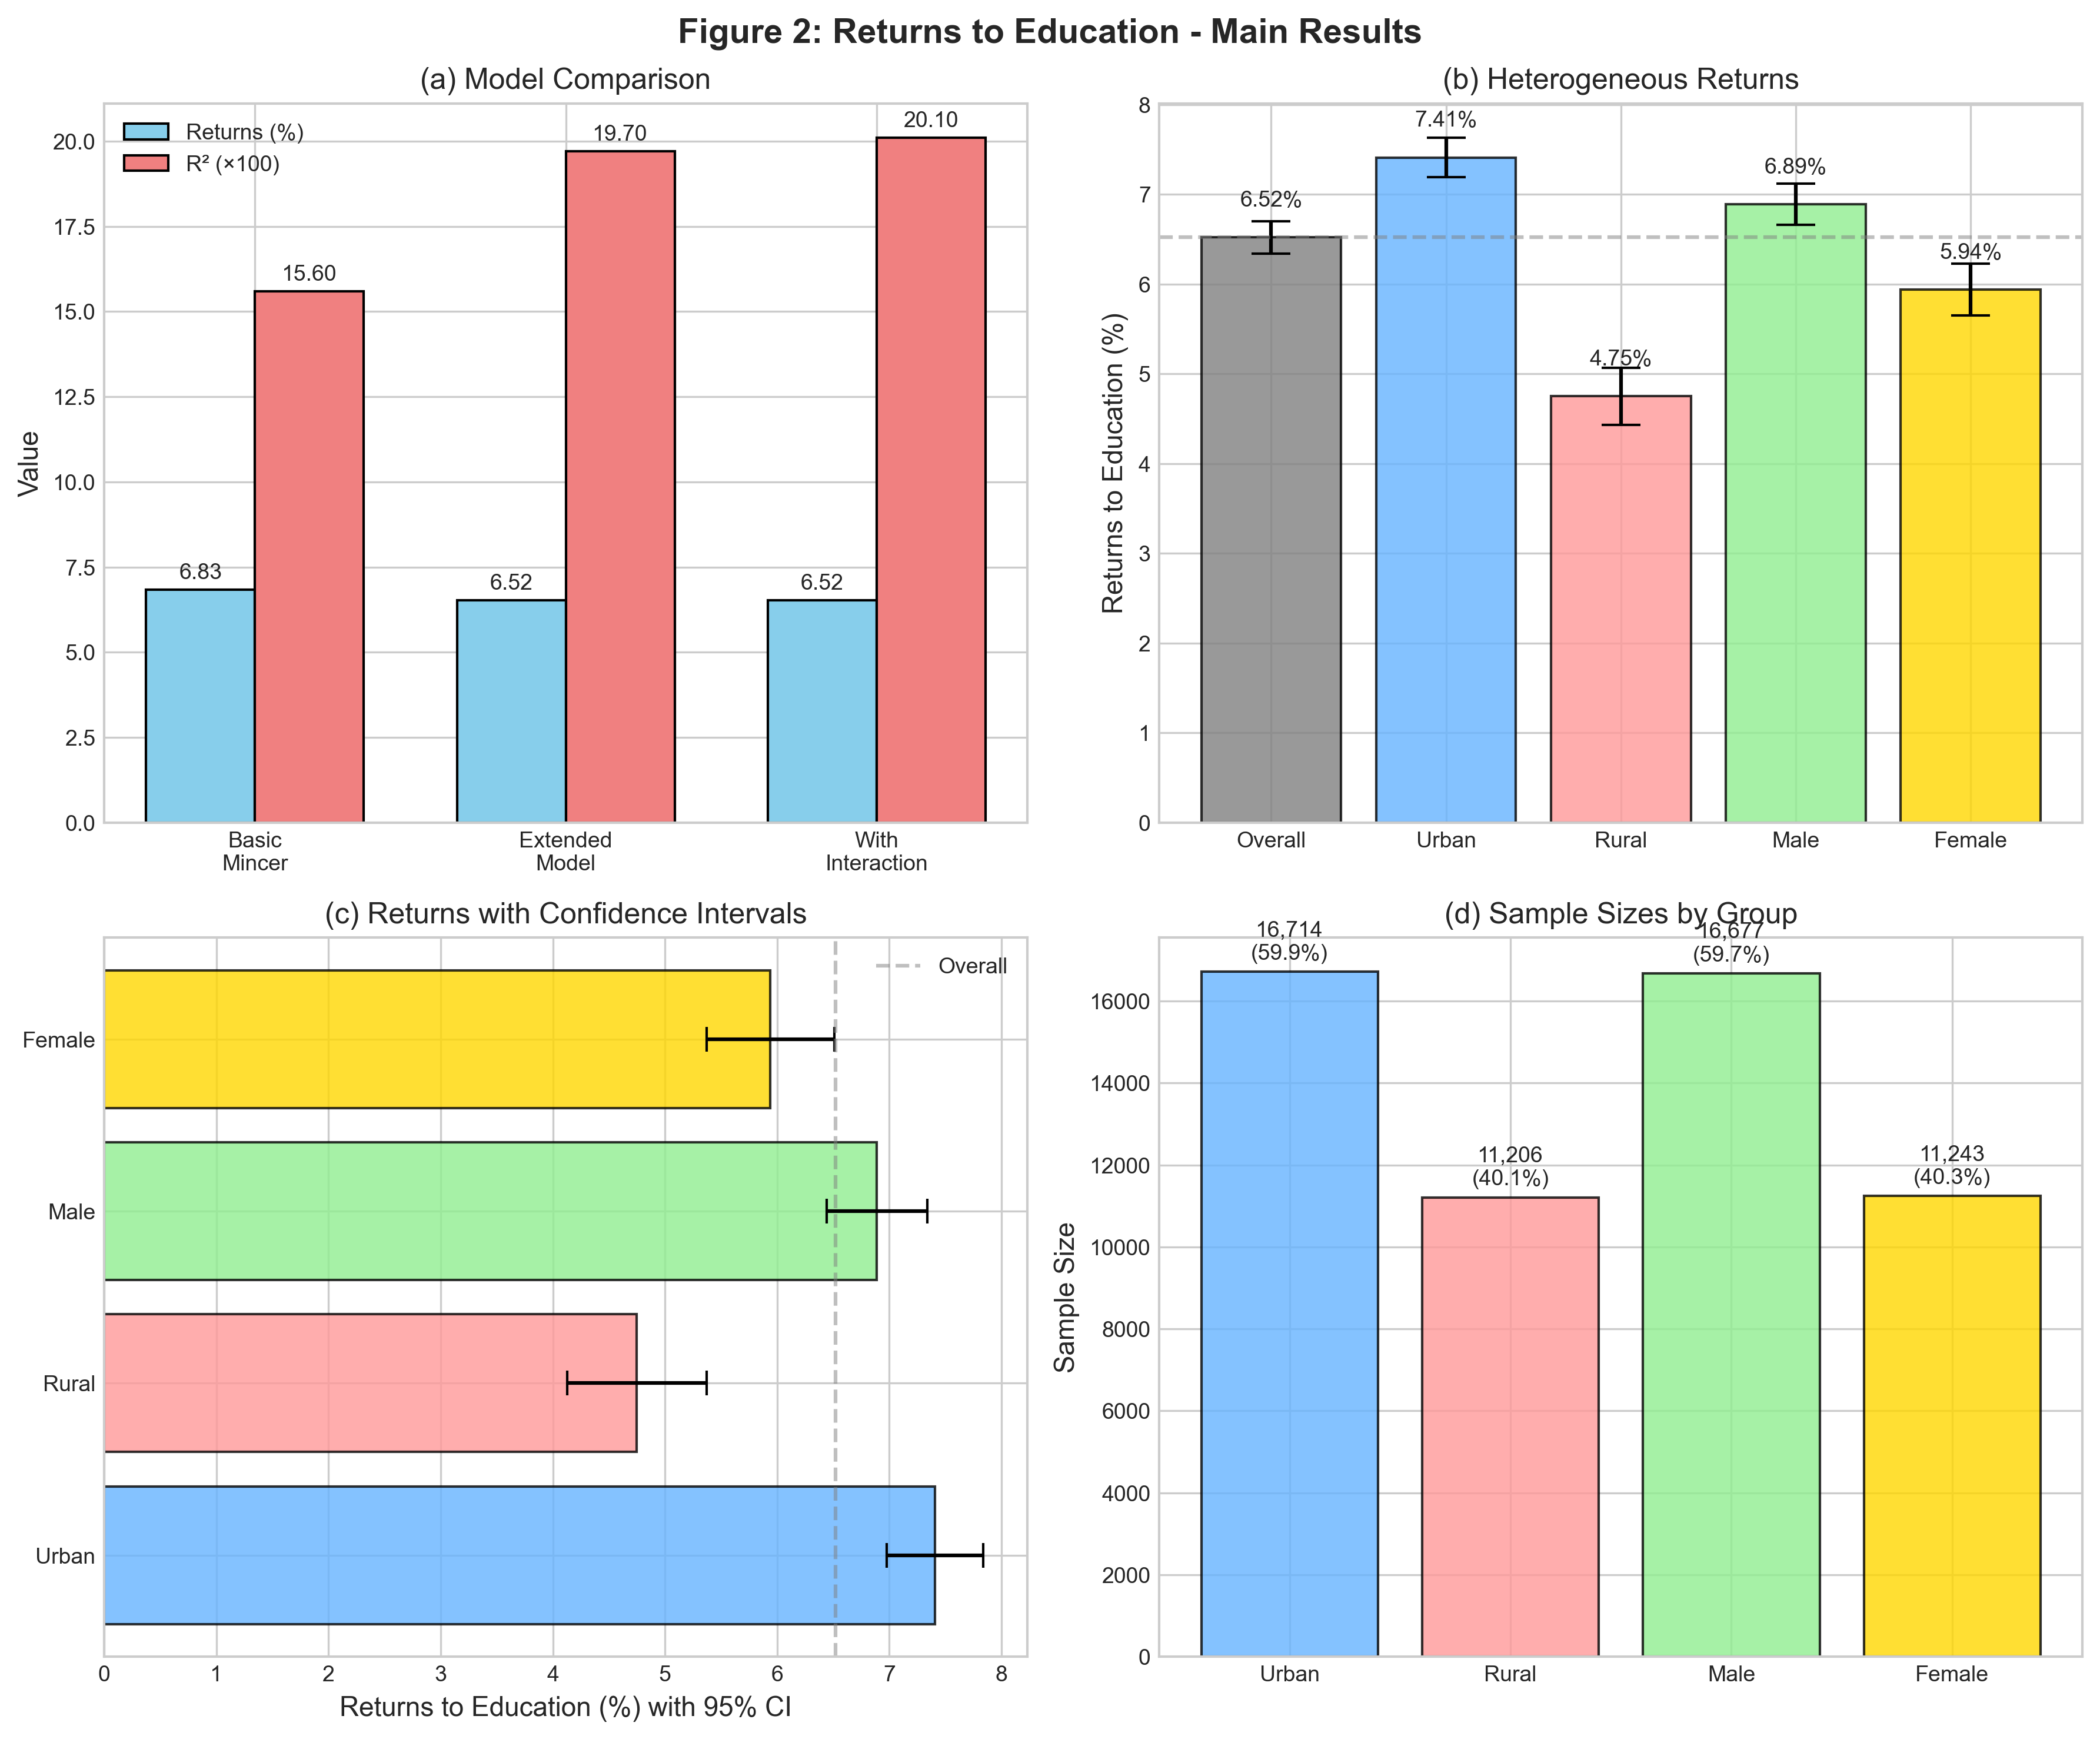 Figure 2: Returns to Education - Main Results
(a) Model Comparison
Returns (%)
R² (×100)
20.0
17.5
15.0
12.5
10.0
7.5
5.0
2.5
0.0
Value
6.83
15.60
6.52
19.70
6.52
20.10
Basic
Mincer
Extended
Model
With
Interaction
(b) Heterogeneous Returns
8
7
6
5
4
3
2
1
0
Returns to Education (%)
6.52%
7.41%
4.75%
6.89%
5.94%
Overall
Urban
Rural
Male
Female
(c) Returns with Confidence Intervals
Overall
Female
Male
Rural
Urban
0
1
2
3
4
5
6
7
8
Returns to Education (%) with 95% CI
(d) Sample Sizes by Group
16000
14000
12000
10000
8000
6000
4000
2000
0
Sample Size
16,714
(59.9%)
11,206
(40.1%)
16,677
(59.7%)
11,243
(40.3%)
Urban
Rural
Male
Female